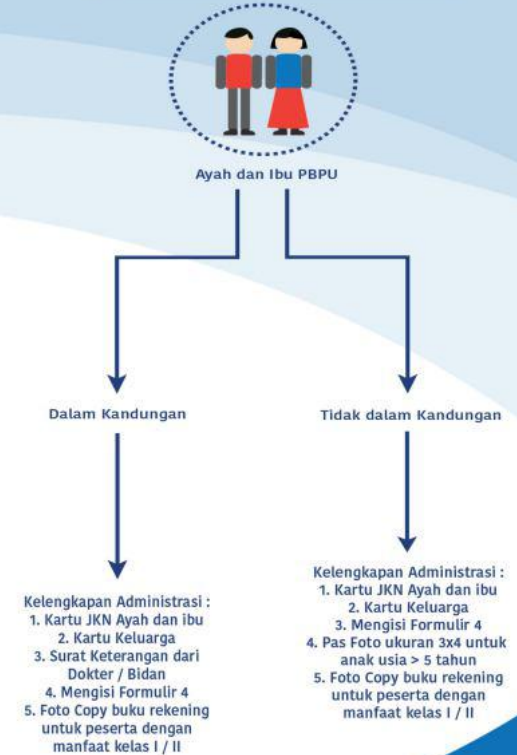 Ayah dan Ibu PBPU
Dalam Kandungan
Kelengkapan Administrasi :
1. Kartu JKN Ayah dan ibu
2. Kartu Keluarga
3. Surat Keterangan dari
Dokter / Bidan
4. Mengisi Formulir 4
5. Foto Copy buku rekening
untuk peserta dengan
manfaat kelas I / II
Tidak dalam Kandungan
Kelengkapan Administrasi :
1. Kartu JKN Ayah dan ibu
2. Kartu Keluarga
3. Mengisi Formulir 4
4. Pas Foto ukuran 3x4 untuk
anak usia > 5 tahun
5. Foto Copy buku rekening
untuk peserta dengan
manfaat kelas I / II